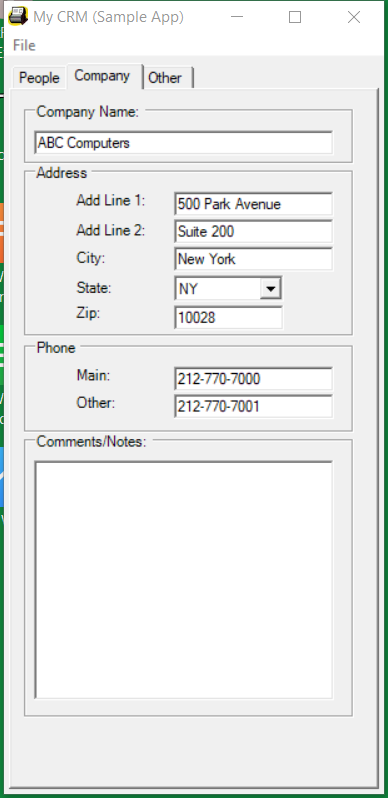 My CRM (Sample App)
File
People Company Other
Company Name:
ABC Computers
Address
Add Line 1: 500 Park Avenue
Add Line 2: Suite 200
City: New York
State: NY
Zip: 10028
Phone
Main: 212-770-7000
Other: 212-770-7001
Comments/Notes: